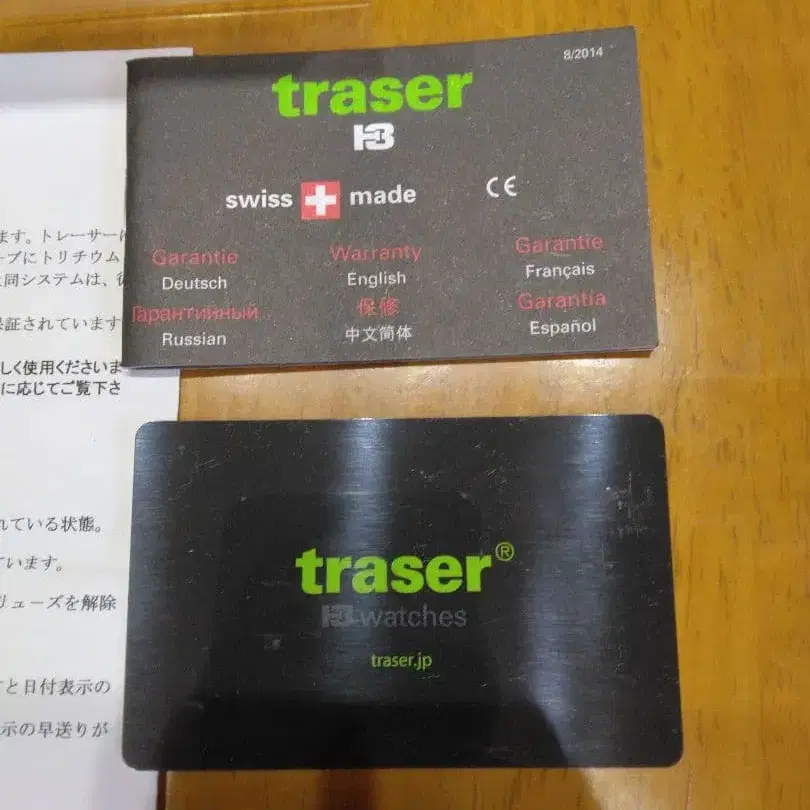 8/2014
traser
H3
swiss made
CE
Garantie
Deutsch
Warranty
English
Garantie
Français
Гарантийный
Russian
保修
中文简体
Garantía
Español
traser®
H3 watches
traser.jp
ます。トレーサー
ーブにトリチウム
同システムは、
証されています
しく使用くださいま
に応じてご覧下さ
れている状態。
います。
リューズを解除
と日付表示の
示の早送りが